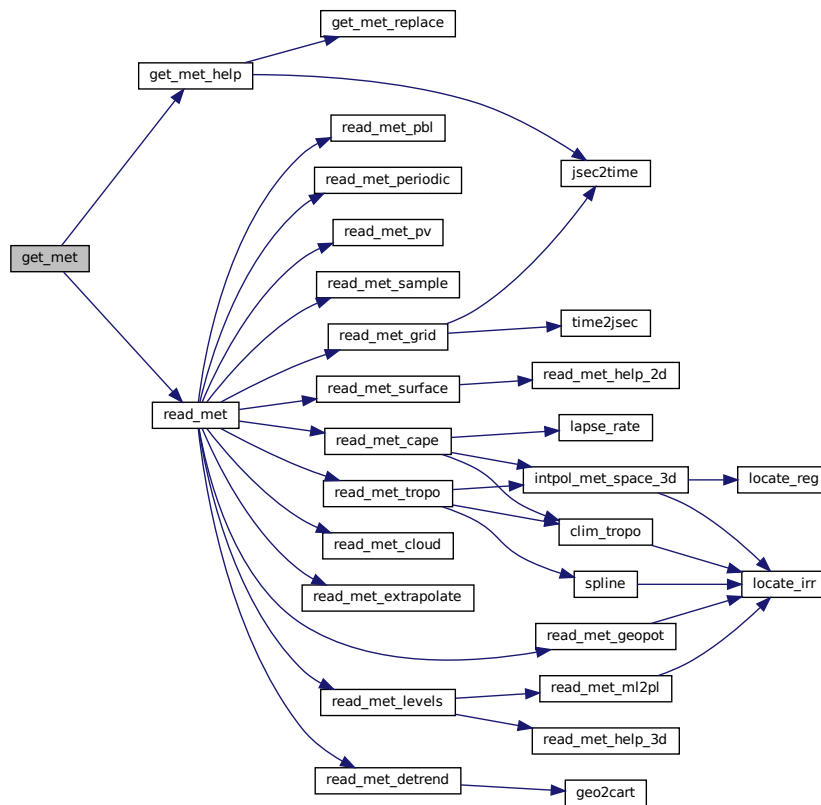 get_met_replace
get_met_help
read_met_pbl
jsec2time
read_met_periodic
read_met_pv
get_met
read_met_sample
time2jsec
read_met_grid
read_met_help_2d
read_met_surface
read_met
lapse_rate
read_met_cape
intpol_met_space_3d
locate_reg
read_met_tropo
clim_tropo
read_met_cloud
spline
locate_irr
read_met_extrapolate
read_met_geopot
read_met_ml2pl
read_met_levels
read_met_help_3d
read_met_detrend
geo2cart